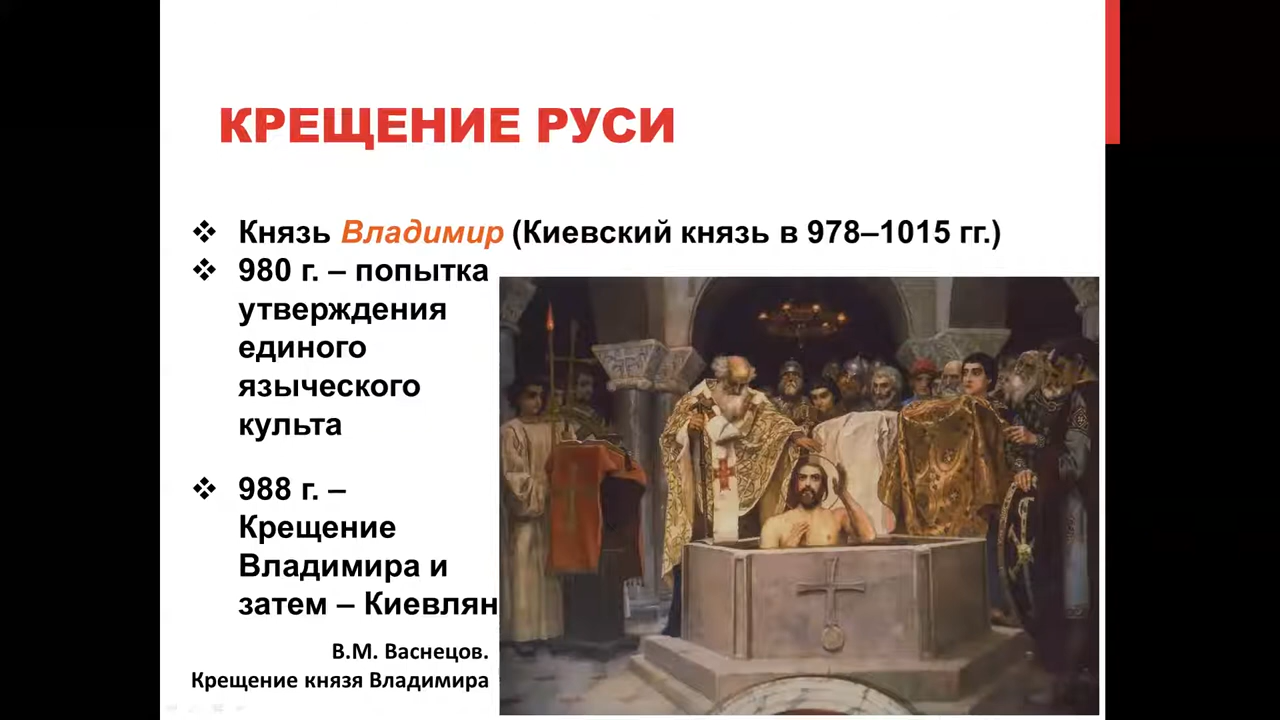 КРЕЩЕНИЕ РУСИ
❖ Князь Владимир (Киевский князь в 978–1015 гг.)
❖ 980 г. – попытка
утверждения
единого
языческого
культа
❖ 988 г. –
Крещение
Владимира и
затем – Киевлян
В.М. Васнецов.
Крещение князя Владимира